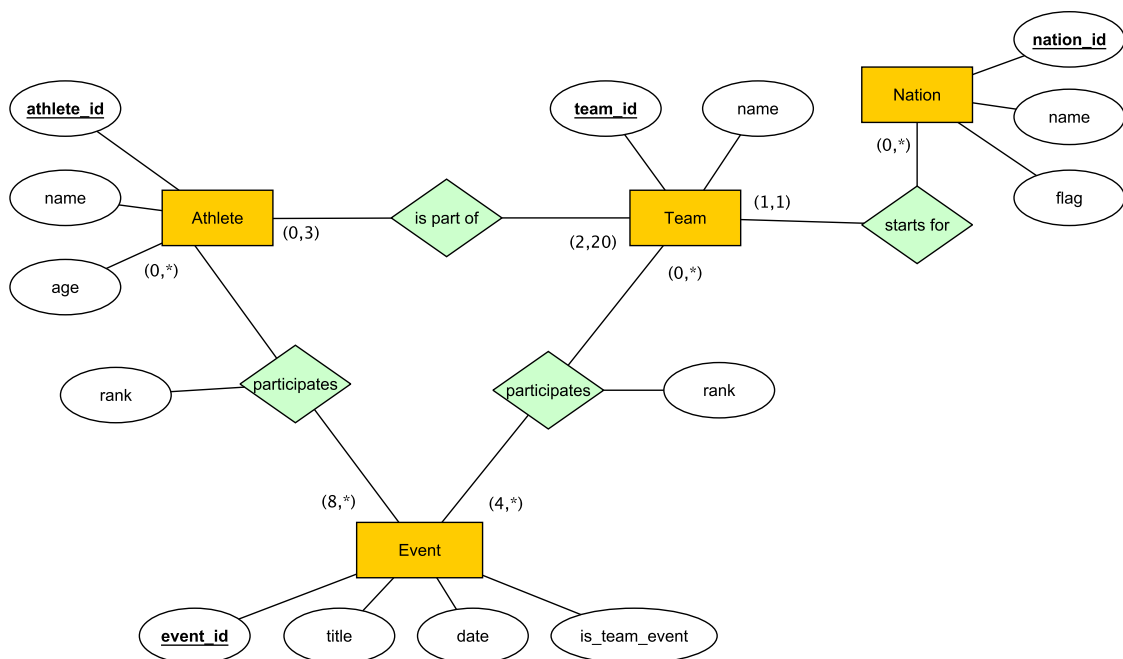 nation_id
Nation
athlete_id
team_id
name
name
(0,*)
name
Athlete
is part of
Team
(1,1)
flag
starts for
(0,3)
(2,20)
(0,*)
(0,*)
age
participates
participates
rank
rank
(8,*)
(4,*)
Event
event_id
title
date
is_team_event